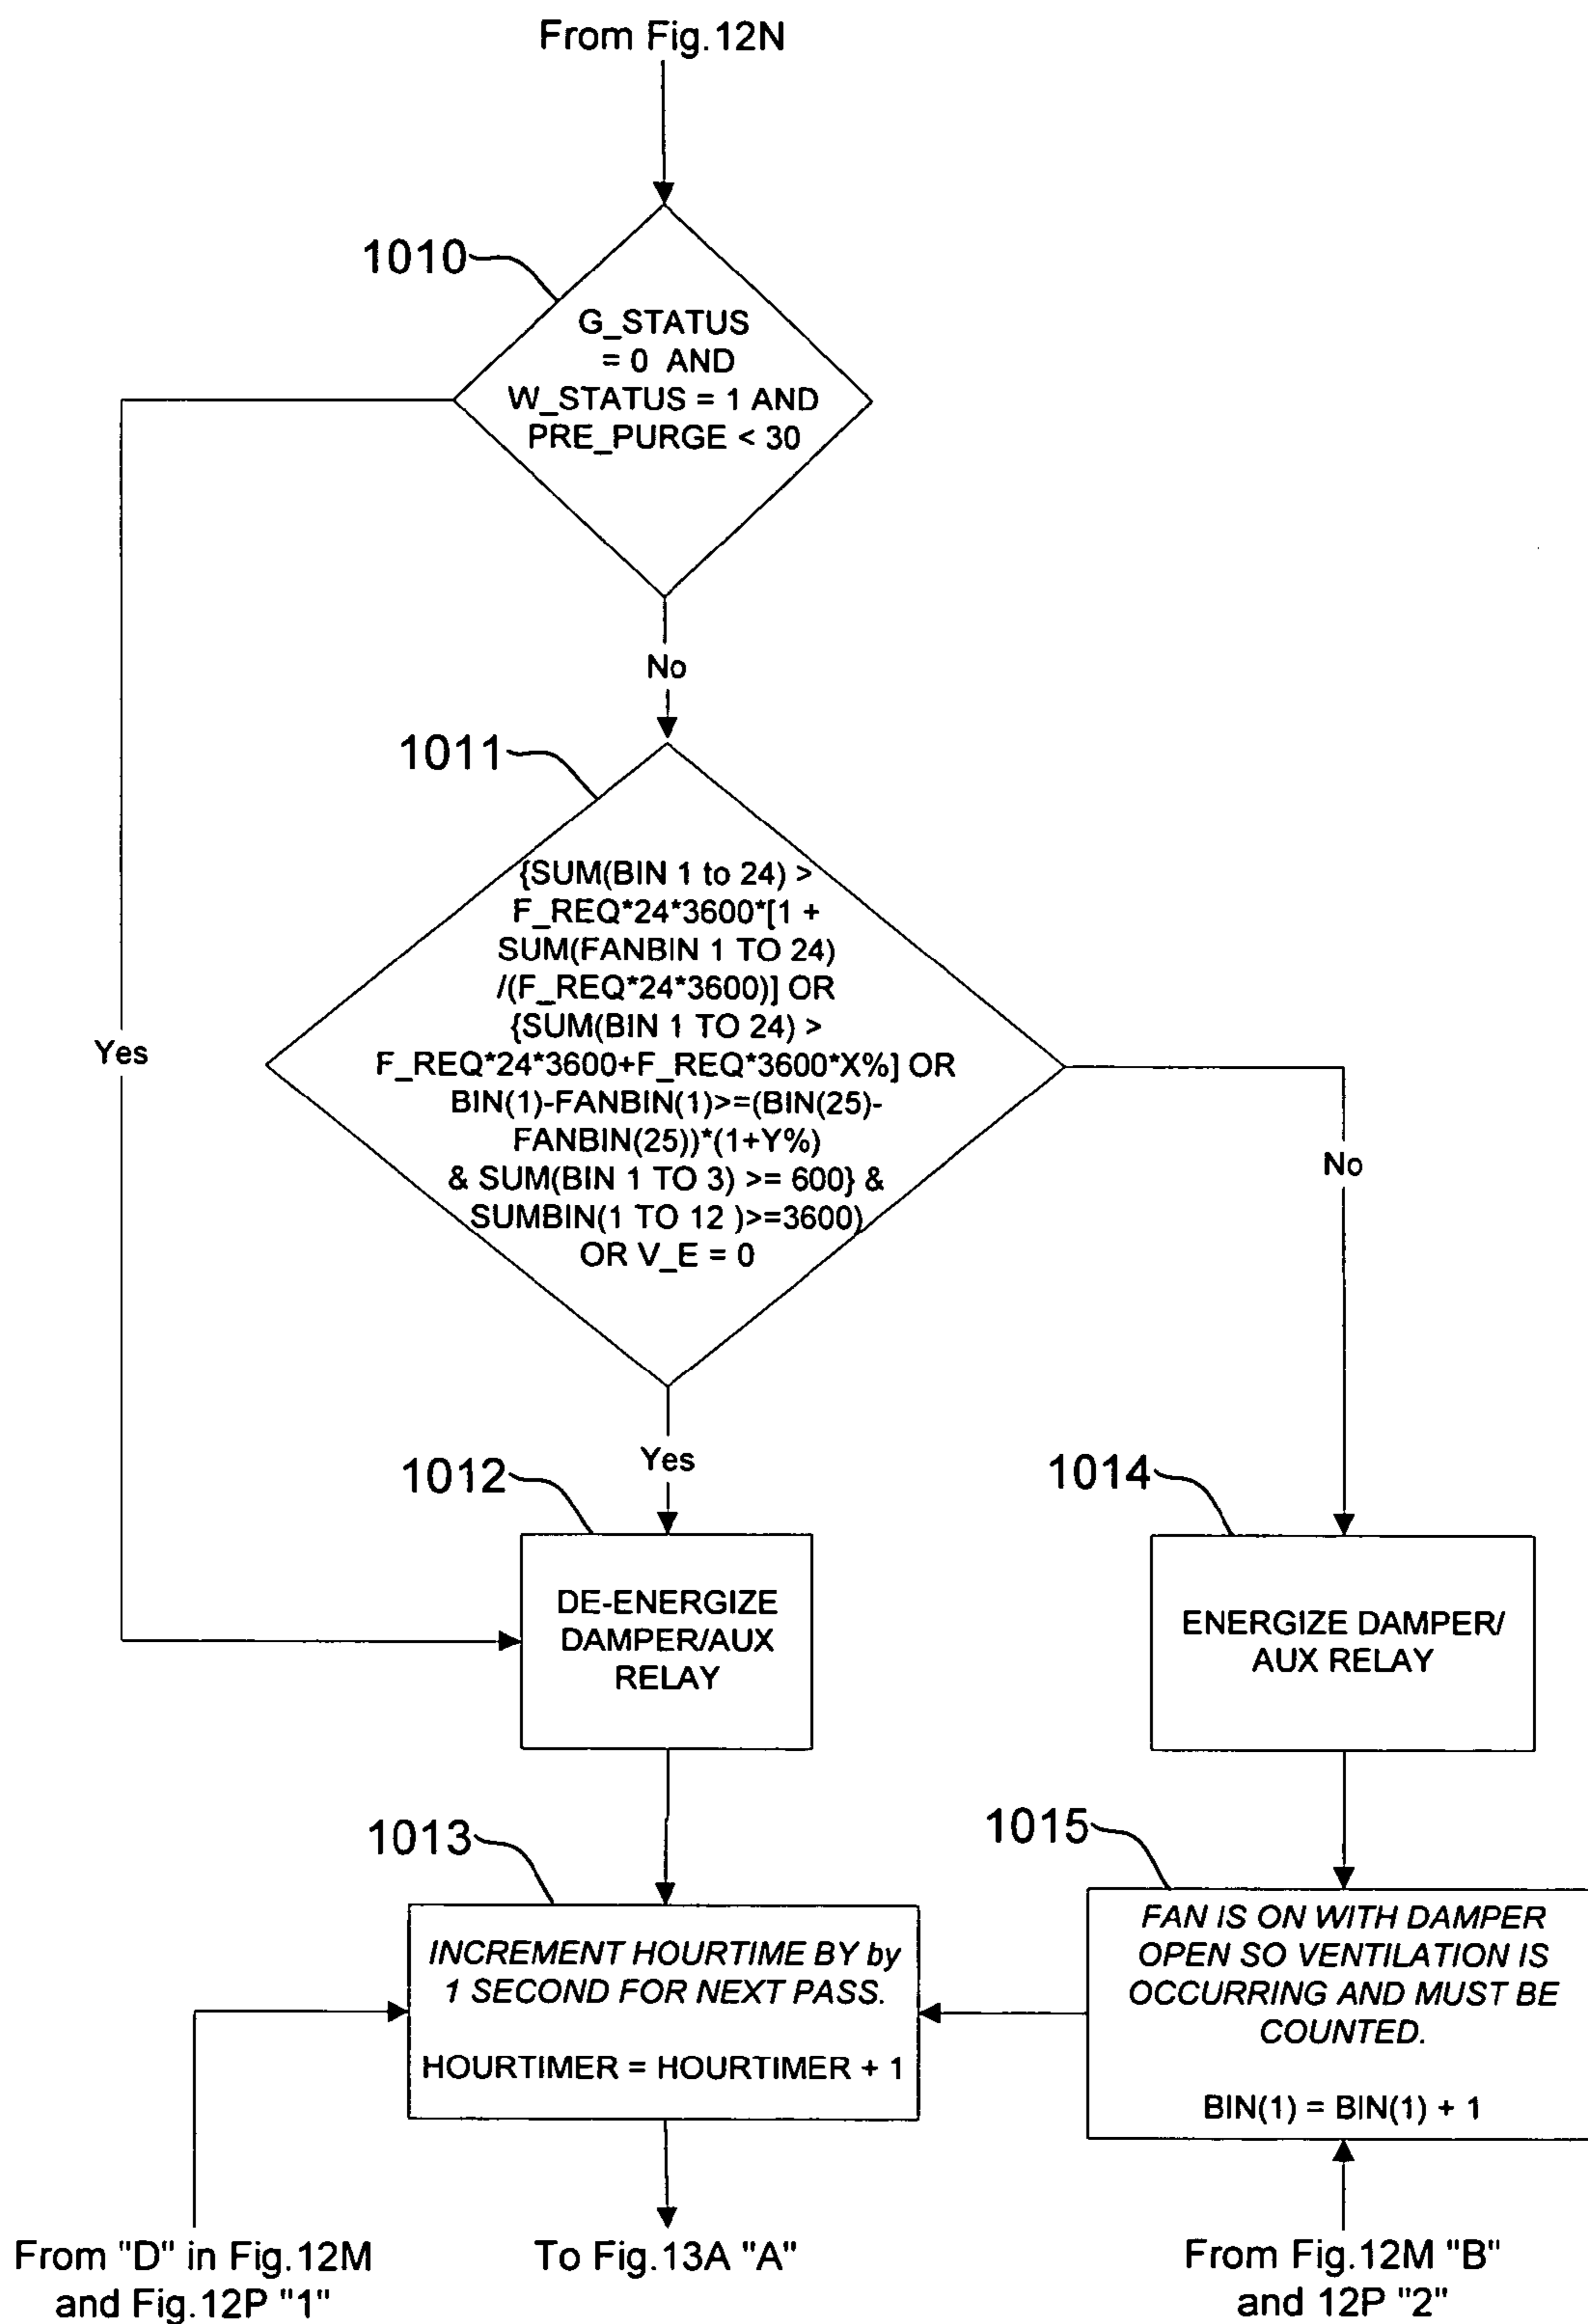 From Fig.12N
1010
G_STATUS
= 0 AND
W_STATUS = 1 AND
PRE_PURGE < 30
No
1011
{SUM(BIN 1 to 24) >
F_REQ*24*3600*[1 +
SUM(FANBIN 1 TO 24)
/(F_REQ*24*3600)] OR
{SUM(BIN 1 TO 24) >
F_REQ*24*3600+F_REQ*3600*X%] OR
BIN(1)-FANBIN(1)>=(BIN(25)-
FANBIN(25))*(1+Y%)
& SUM(BIN 1 TO 3) >= 600} &
SUMBIN(1 TO 12 )>=3600)
OR V_E = 0
Yes
No
Yes
1012
DE-ENERGIZE
DAMPER/AUX
RELAY
1014
ENERGIZE DAMPER/
AUX RELAY
1013
INCREMENT HOURTIME BY by
1 SECOND FOR NEXT PASS.
HOURTIMER = HOURTIMER + 1
1015
FAN IS ON WITH DAMPER
OPEN SO VENTILATION IS
OCCURRING AND MUST BE
COUNTED.
BIN(1) = BIN(1) + 1
From "D" in Fig.12M
and Fig.12P "1"
To Fig.13A "A"
From Fig.12M "B"
and 12P "2"